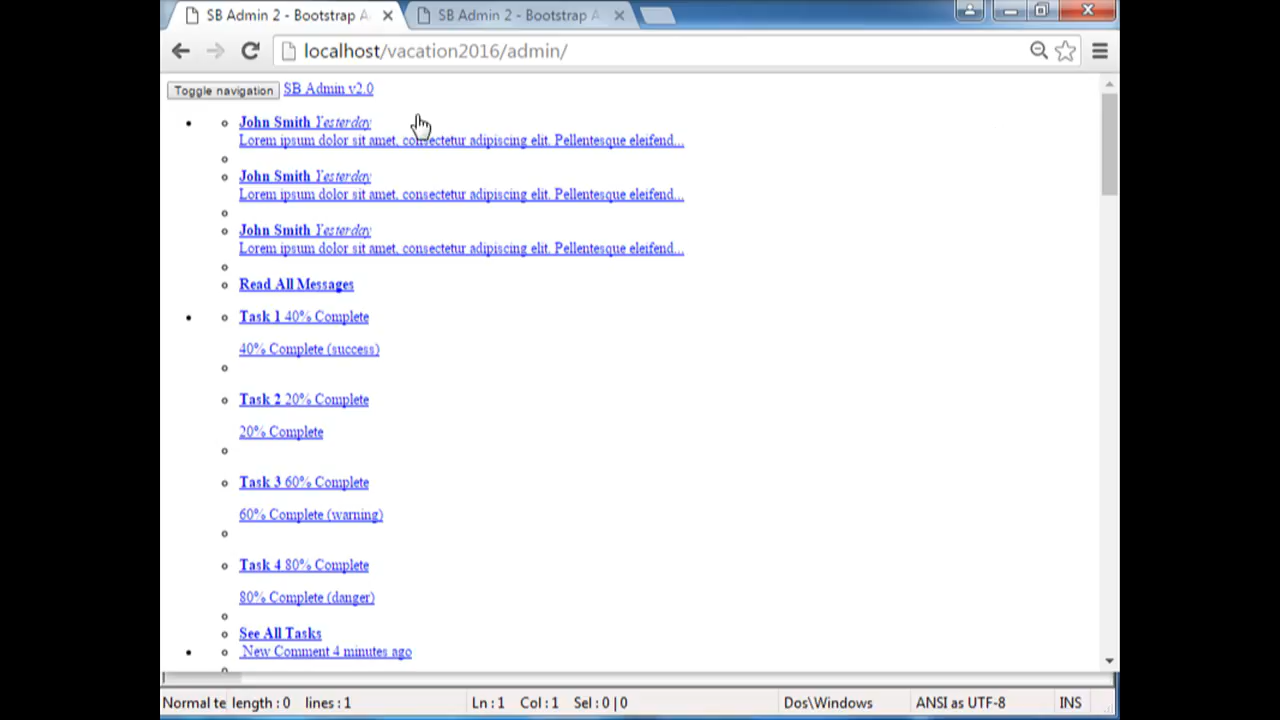 SB Admin 2 - Bootstrap A
SB Admin 2 - Bootstrap A
localhost/vacation2016/admin/
Toggle navigation SB Admin v2.0
John Smith Yesterday
Lorem ipsum dolor sit amet, consectetur adipiscing elit. Pellentesque eleifend...
John Smith Yesterday
Lorem ipsum dolor sit amet, consectetur adipiscing elit. Pellentesque eleifend...
John Smith Yesterday
Lorem ipsum dolor sit amet, consectetur adipiscing elit. Pellentesque eleifend...
Read All Messages
Task 1 40% Complete
40% Complete (success)
Task 2 20% Complete
20% Complete
Task 3 60% Complete
60% Complete (warning)
Task 4 80% Complete
80% Complete (danger)
See All Tasks
New Comment 4 minutes ago
Normal te length : 0 lines : 1 Ln : 1 Col : 1 Sel : 0 | 0 Dos\Windows ANSI as UTF-8 INS